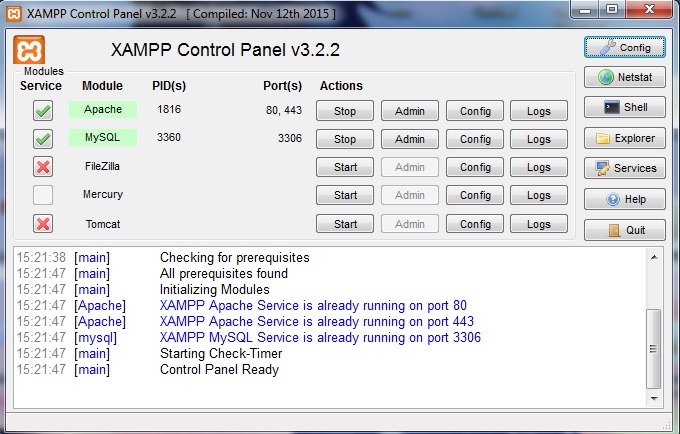 XAMPP Control Panel v3.2.2 [ Compiled: Nov 12th 2015 ]
XAMPP Control Panel v3.2.2
Config
Modules
Service Module PID(s) Port(s) Actions
Netstat
Apache 1816 80, 443 Stop Admin Config Logs
Shell
MySQL 3360 3306 Stop Admin Config Logs
Explorer
FileZilla Start Admin Config Logs
Services
Mercury Start Admin Config Logs
Help
Tomcat Start Admin Config Logs
Quit
15:21:38 [main] Checking for prerequisites
15:21:47 [main] All prerequisites found
15:21:47 [main] Initializing Modules
15:21:47 [Apache] XAMPP Apache Service is already running on port 80
15:21:47 [Apache] XAMPP Apache Service is already running on port 443
15:21:47 [mysql] XAMPP MySQL Service is already running on port 3306
15:21:47 [main] Starting Check-Timer
15:21:47 [main] Control Panel Ready